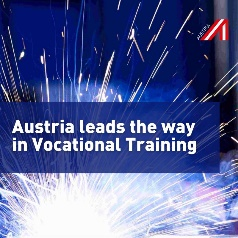 Austria leads the way
in Vocational Training